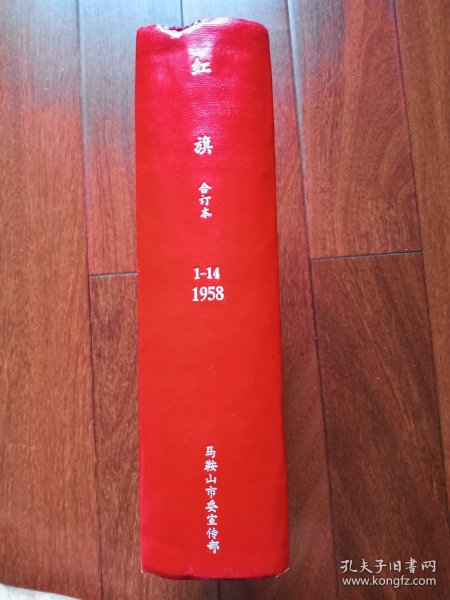 红旗
合订本
1-14
1958
马鞍山市委宣传部
孔夫子旧书网
www.kongfz.com